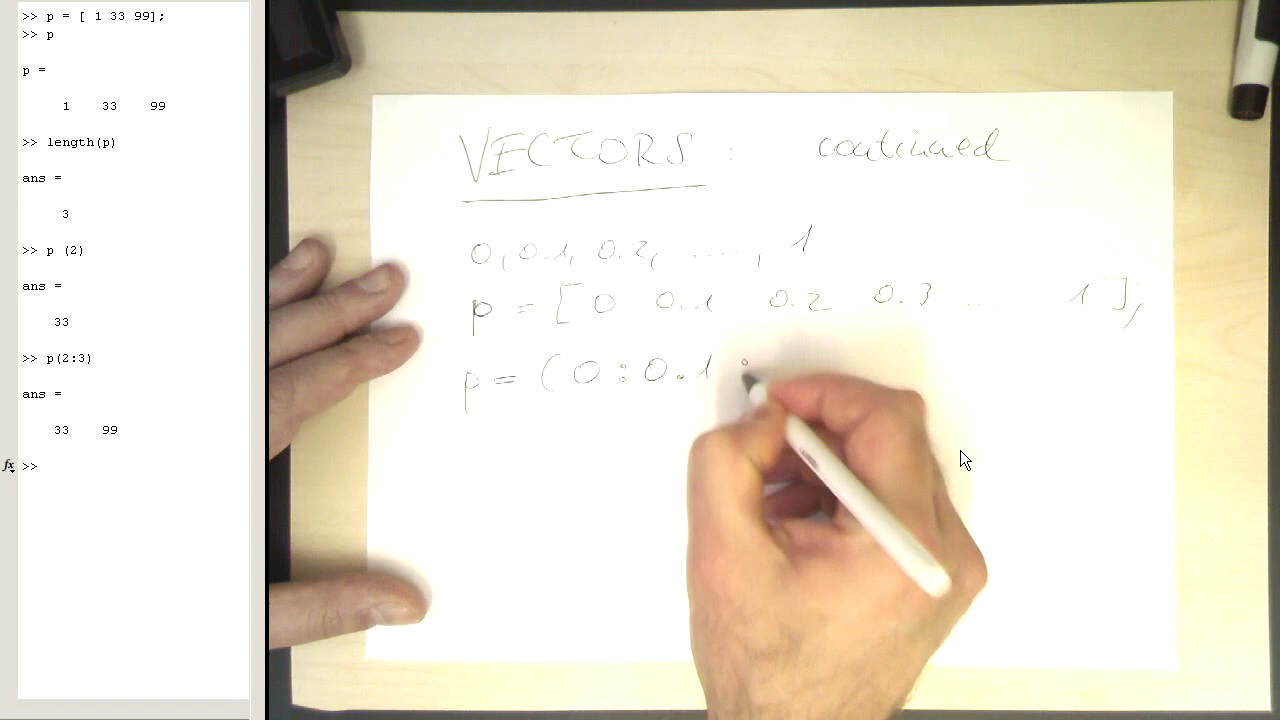 >> p = [ 1 33 99];
>> p
p =
1 33 99
>> length(p)
ans =
3
>> p (2)
ans =
33
>> p(2:3)
ans =
33 99
fx >>
VECTORS : continued
0, 0.1, 0.2, ...., 1
p = [ 0 0.1 0.2 0.3 .. 1 ];
p = ( 0 : 0.1 :